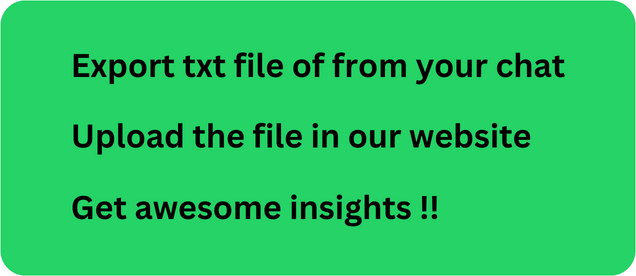 Export txt file of from your chat
Upload the file in our website
Get awesome insights !!